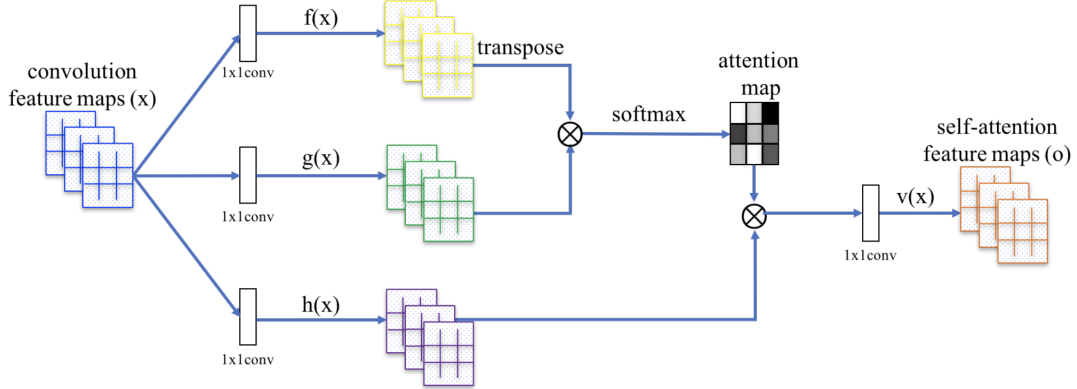 f(x)
transpose
1x1conv
convolution
feature maps (x)
attention
map
softmax
self-attention
feature maps (o)
g(x)
1x1conv
v(x)
1x1conv
h(x)
1x1conv